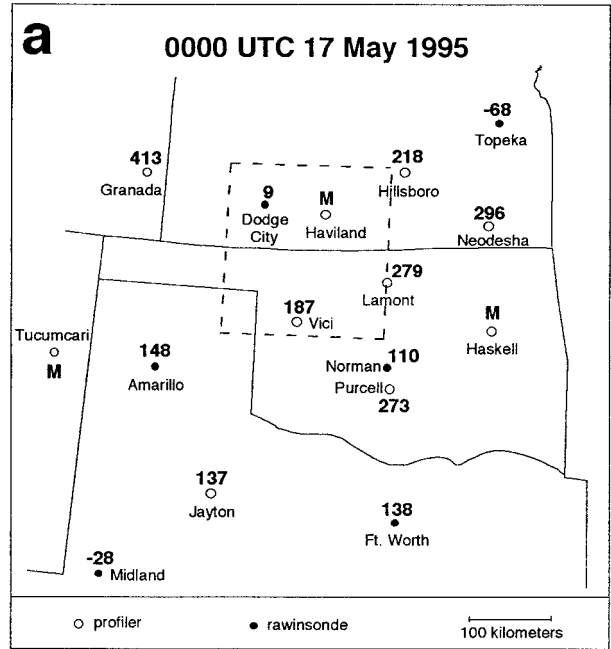 a
0000 UTC 17 May 1995
-68
Topeka
413
Granada
218
Hillsboro
9
Dodge
City
M
Haviland
296
Neodesha
279
Lamont
187
Vici
M
Haskell
Tucumcari
M
148
Amarillo
Norman
110
Purcell
273
137
Jayton
138
Ft. Worth
-28
Midland
profiler
rawinsonde
100 kilometers